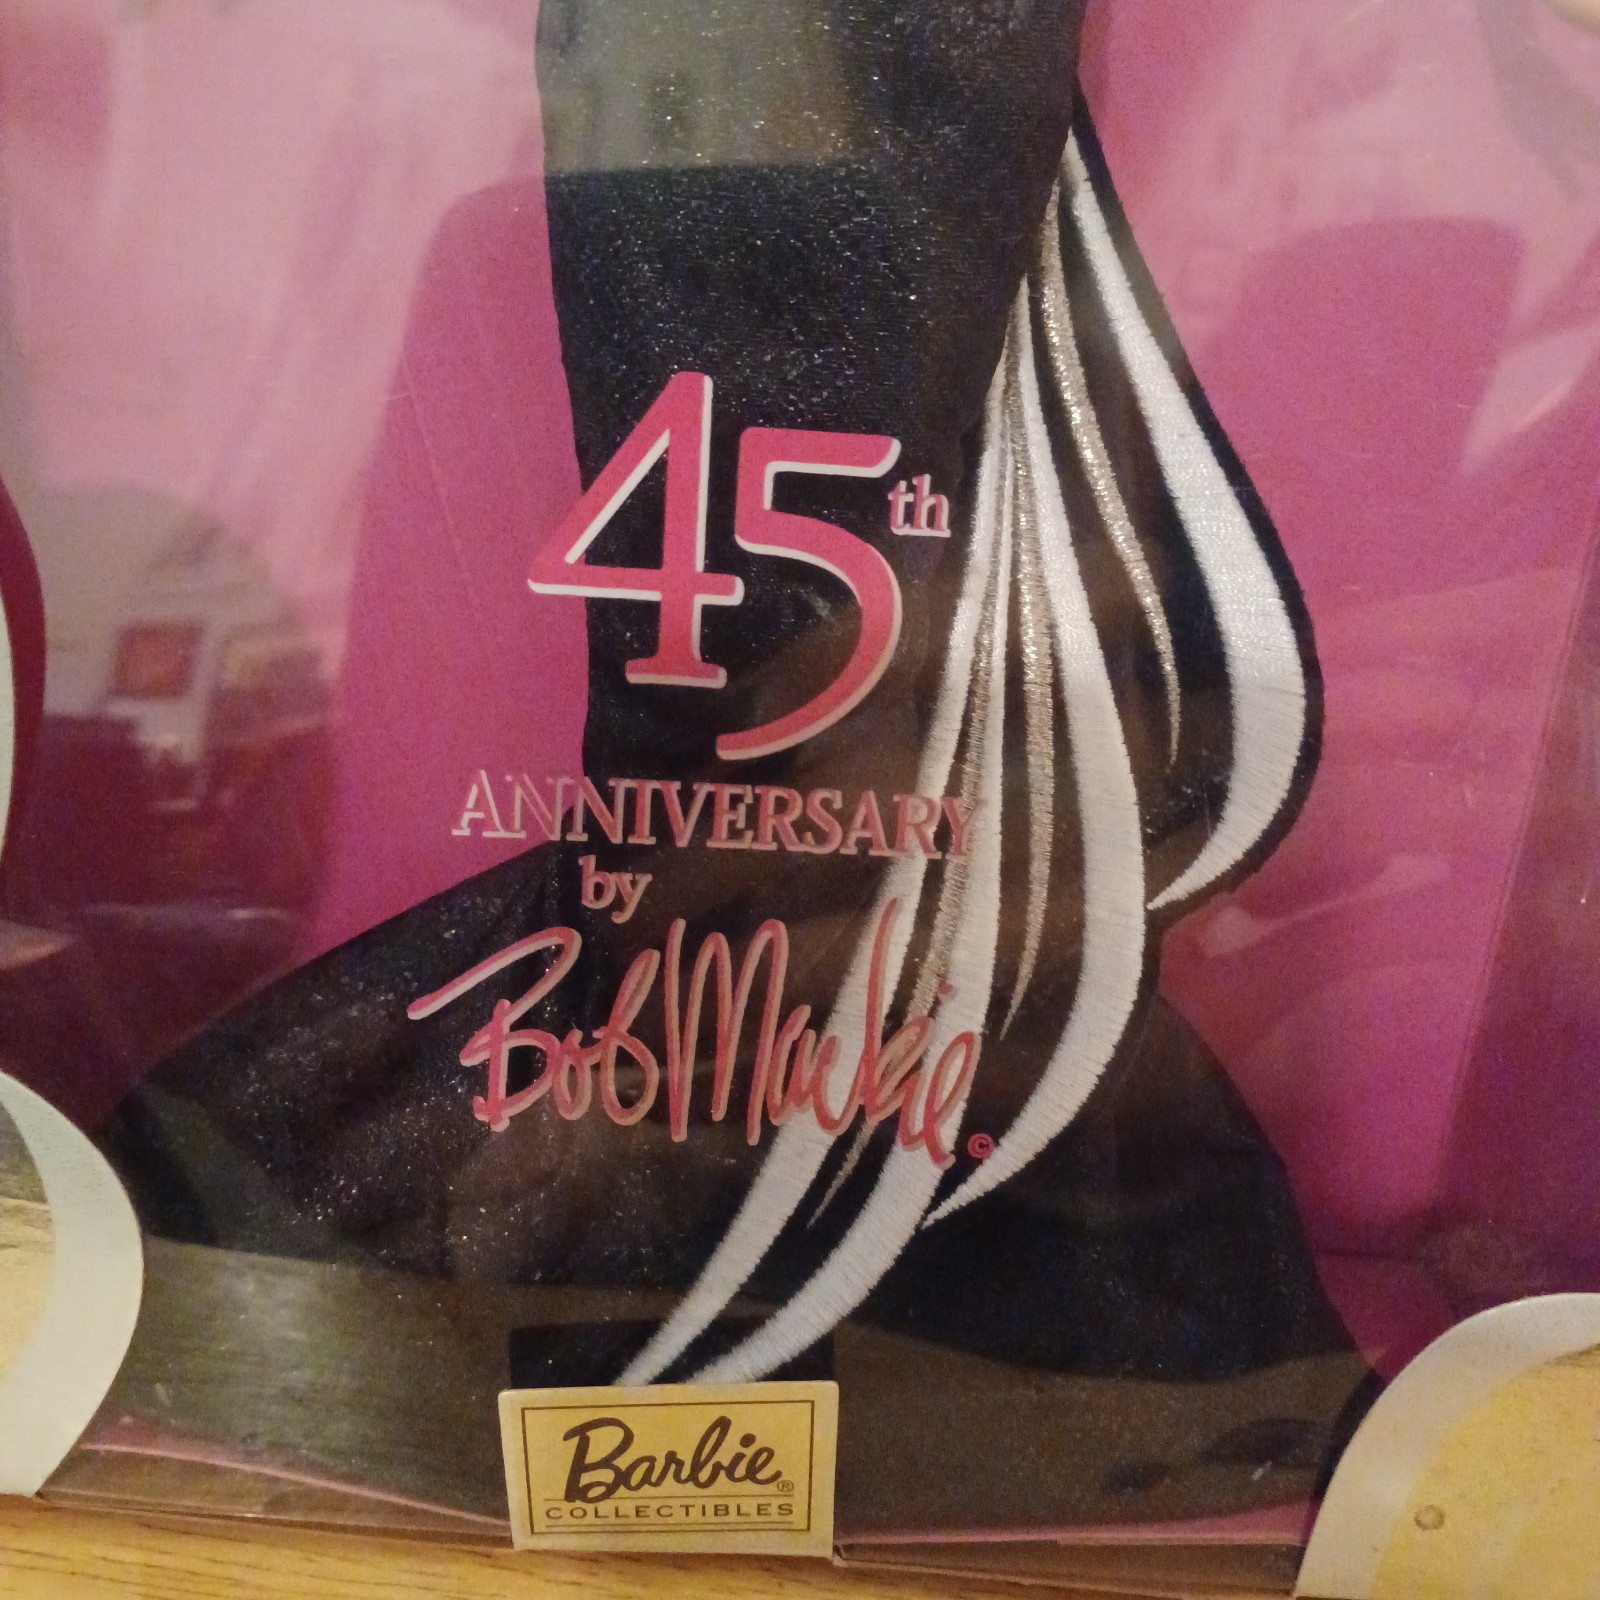 45th
ANNIVERSARY
by
Bob Mackie ©
Barbie®
COLLECTIBLES